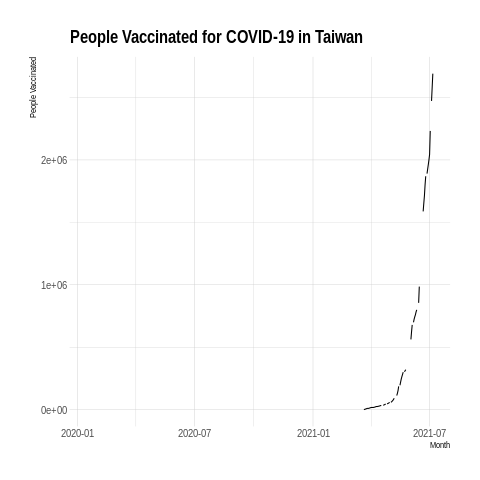 People Vaccinated for COVID-19 in Taiwan
People Vaccinated
2e+06
1e+06
0e+00
2020-01
2020-07
2021-01
2021-07
Month